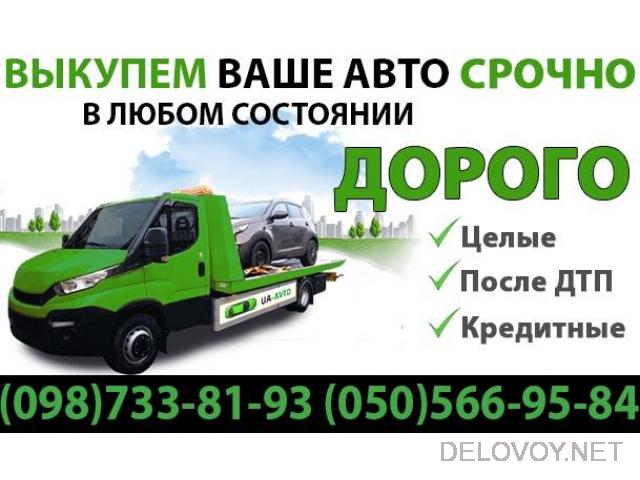 ВЫКУПЕМ ВАШЕ АВТО СРОЧНО
В ЛЮБОМ СОСТОЯНИИ
ДОРОГО
Целые
После ДТП
Кредитные
UA-АВТО
(098)733-81-93 (050)566-95-84
DELOVOY.NET